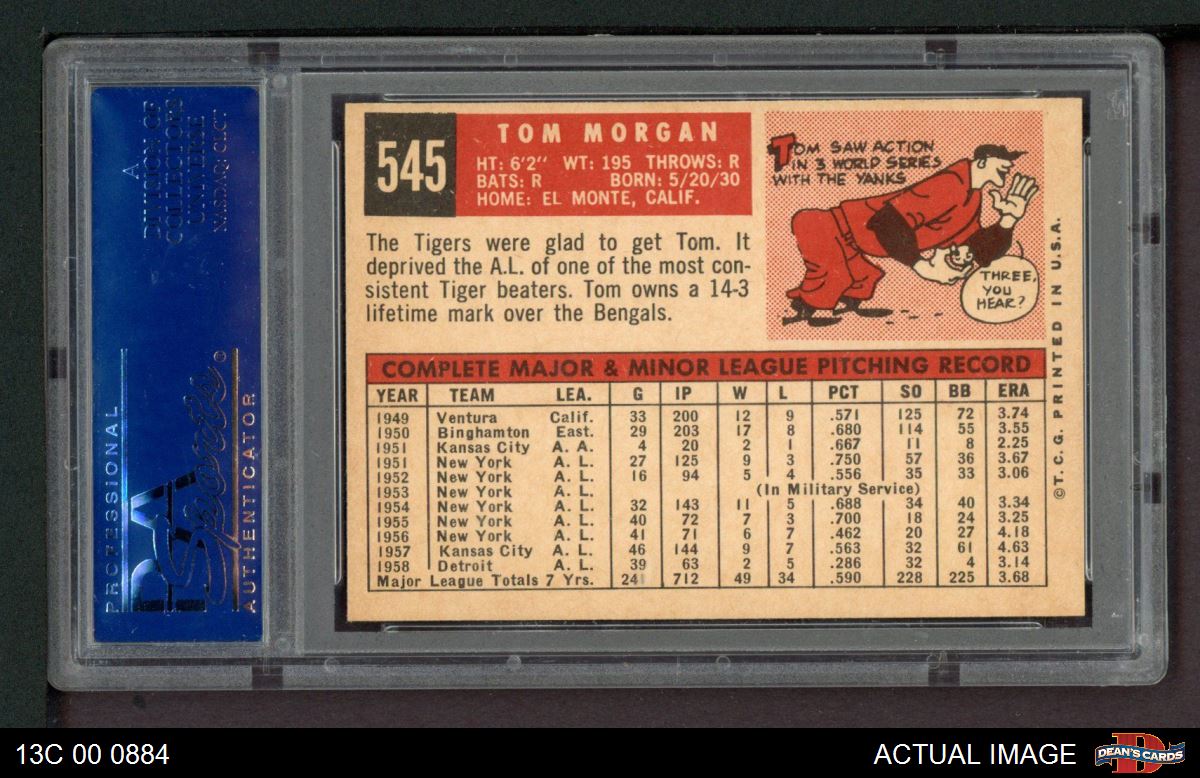 A
DIVISION OF
COLLECTORS
UNIVERSE
NASDAQ: CLCT
PROFESSIONAL
PSA
Sports®
AUTHENTICATOR
545
TOM MORGAN
HT: 6'2" WT: 195 THROWS: R
BATS: R BORN: 5/20/30
HOME: EL MONTE, CALIF.
The Tigers were glad to get Tom. It
deprived the A.L. of one of the most con-
sistent Tiger beaters. Tom owns a 14-3
lifetime mark over the Bengals.
TOM SAW ACTION
IN 3 WORLD SERIES
WITH THE YANKS
THREE,
YOU
HEAR?
©T.C.G. PRINTED IN U.S.A.
COMPLETE MAJOR & MINOR LEAGUE PITCHING RECORD
YEAR TEAM LEA. G IP W L PCT SO BB ERA
1949 Ventura Calif. 33 200 12 9 .571 125 72 3.74
1950 Binghamton East. 29 203 17 8 .680 114 55 3.55
1951 Kansas City A. A. 4 20 2 1 .667 11 8 2.25
1951 New York A. L. 27 125 9 3 .750 57 36 3.67
1952 New York A. L. 16 94 5 4 .556 35 33 3.06
1953 New York A. L. (In Military Service)
1954 New York A. L. 32 143 11 5 .688 34 40 3.34
1955 New York A. L. 40 72 7 3 .700 18 24 3.25
1956 New York A. L. 41 71 6 7 .462 20 27 4.18
1957 Kansas City A. L. 46 144 9 7 .563 32 61 4.63
1958 Detroit A. L. 39 63 2 5 .286 32 4 3.14
Major League Totals 7 Yrs. 241 712 49 34 .590 228 225 3.68
13C 00 0884
ACTUAL IMAGE
DEAN'S CARDS